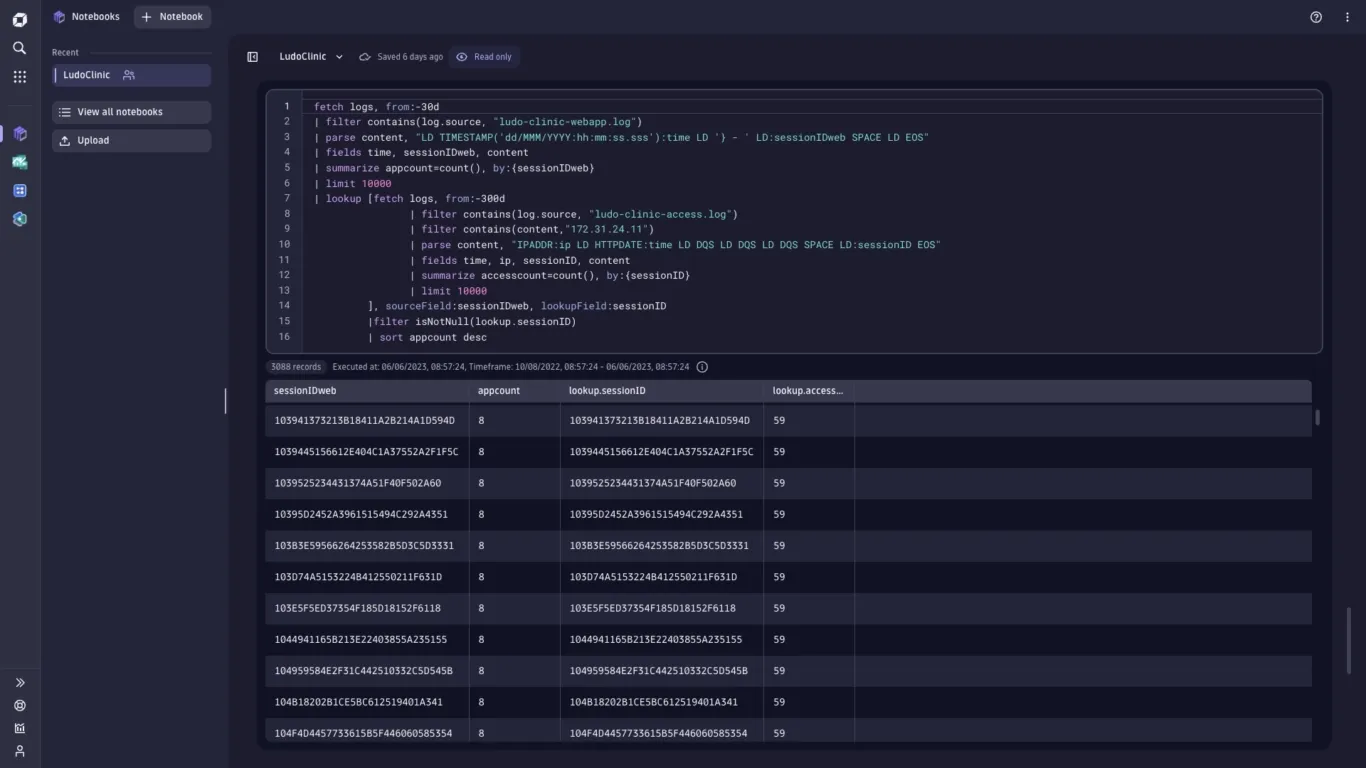 Notebooks
Notebook
Recent
LudoClinic
View all notebooks
Upload
LudoClinic
Saved 6 days ago
Read only
1 fetch logs, from:-30d
2 | filter contains(log.source, "ludo-clinic-webapp.log")
3 | parse content, "LD TIMESTAMP('dd/MMM/YYYY:hh:mm:ss.sss'):time LD '} - ' LD:sessionIDweb SPACE LD EOS"
4 | fields time, sessionIDweb, content
5 | summarize appcount=count(), by:{sessionIDweb}
6 | limit 10000
7 | lookup [fetch logs, from:-300d
8 | filter contains(log.source, "ludo-clinic-access.log")
9 | filter contains(content,"172.31.24.11")
10 | parse content, "IPADDR:ip LD HTTPDATE:time LD DQS LD DQS LD DQS SPACE LD:sessionID EOS"
11 | fields time, ip, sessionID, content
12 | summarize accesscount=count(), by:{sessionID}
13 | limit 10000
14 ], sourceField:sessionIDweb, lookupField:sessionID
15 |filter isNotNull(lookup.sessionID)
16 | sort appcount desc
3088 records Executed at: 06/06/2023, 08:57:24, Timeframe: 10/08/2022, 08:57:24 - 06/06/2023, 08:57:24
sessionIDweb appcount lookup.sessionID lookup.access...
103941373213B18411A2B214A1D594D 8 103941373213B18411A2B214A1D594D 59
1039445156612E404C1A37552A2F1F5C 8 1039445156612E404C1A37552A2F1F5C 59
1039525234431374A51F40F502A60 8 1039525234431374A51F40F502A60 59
10395D2452A3961515494C292A4351 8 10395D2452A3961515494C292A4351 59
103B3E59566264253582B5D3C5D3331 8 103B3E59566264253582B5D3C5D3331 59
103D74A5153224B412550211F631D 8 103D74A5153224B412550211F631D 59
103E5F5ED37354F185D18152F6118 8 103E5F5ED37354F185D18152F6118 59
1044941165B213E22403855A235155 8 1044941165B213E22403855A235155 59
104959584E2F31C442510332C5D545B 8 104959584E2F31C442510332C5D545B 59
104B18202B1CE5BC612519401A341 8 104B18202B1CE5BC612519401A341 59
104F4D4457733615B5F446060585354 8 104F4D4457733615B5F446060585354 59